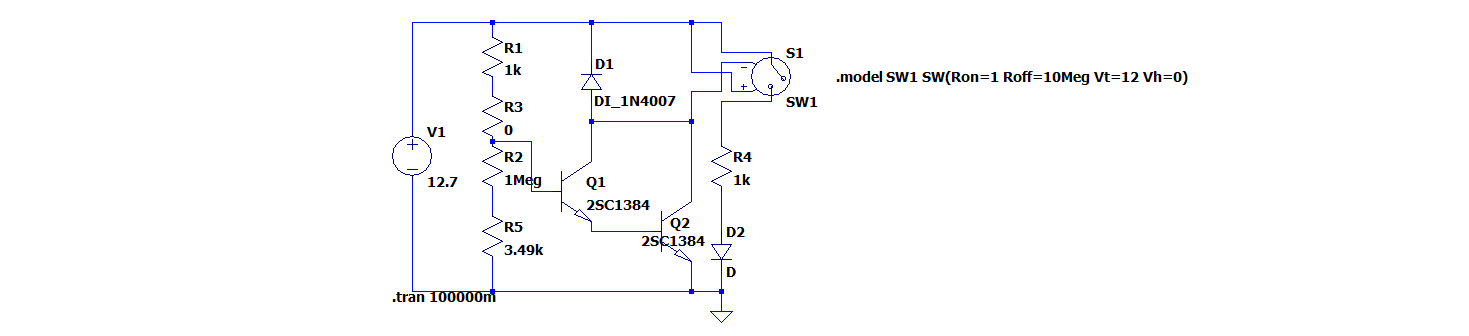 R1
1k
D1
DI_1N4007
S1
SW1
.model SW1 SW(Ron=1 Roff=10Meg Vt=12 Vh=0)
−
+
R3
0
V1
+
−
12.7
R2
1Meg
Q1
2SC1384
R4
1k
R5
3.49k
Q2
2SC1384
D2
D
.tran 100000m